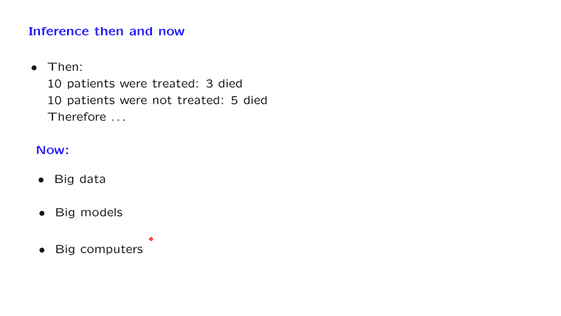 Inference then and now
• Then:
10 patients were treated: 3 died
10 patients were not treated: 5 died
Therefore ...
Now:
• Big data
• Big models
• Big computers